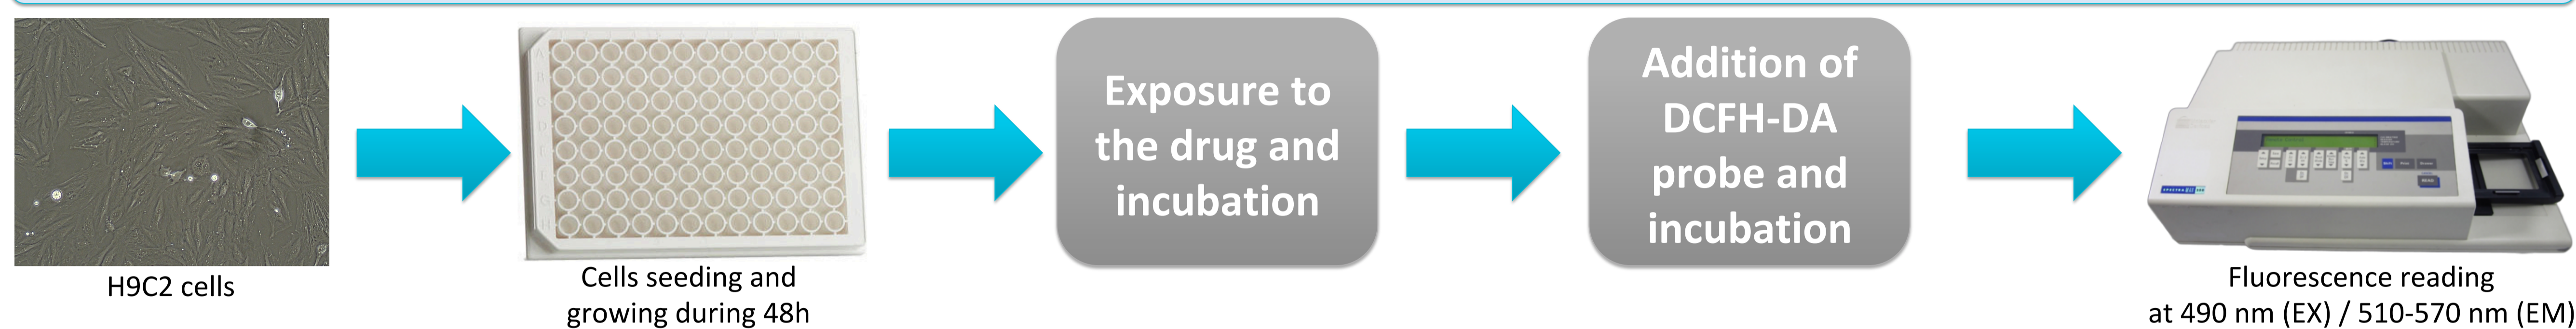 H9C2 cells
Cells seeding and
growing during 48h
Exposure to
the drug and
incubation
Addition of
DCFH-DA
probe and
incubation
Fluorescence reading
at 490 nm (EX) / 510-570 nm (EM)